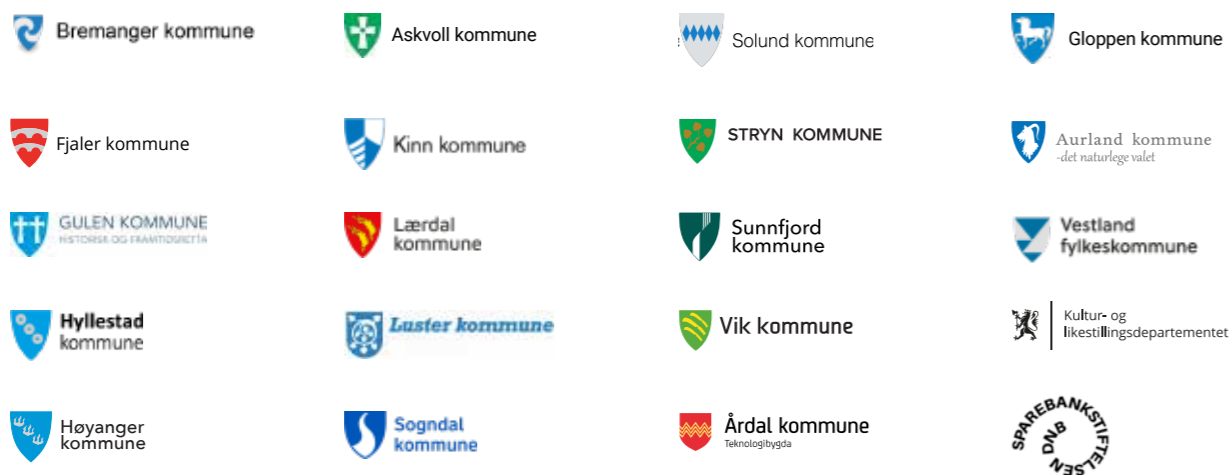 Bremanger kommune
Askvoll kommune
Solund kommune
Gloppen kommune
Fjaler kommune
Kinn kommune
STRYN KOMMUNE
Aurland kommune
-det naturlege valet
GULEN KOMMUNE
HISTORISK OG FRAMTIDSRETTA
Lærdal
kommune
Sunnfjord
kommune
Vestland
fylkeskommune
Hyllestad
kommune
Luster kommune
Vik kommune
Kultur- og
likestillingsdepartementet
Høyanger
kommune
Sogndal
kommune
Årdal kommune
Teknologibygda
SPAREBANKSTIFTELSEN
DNB